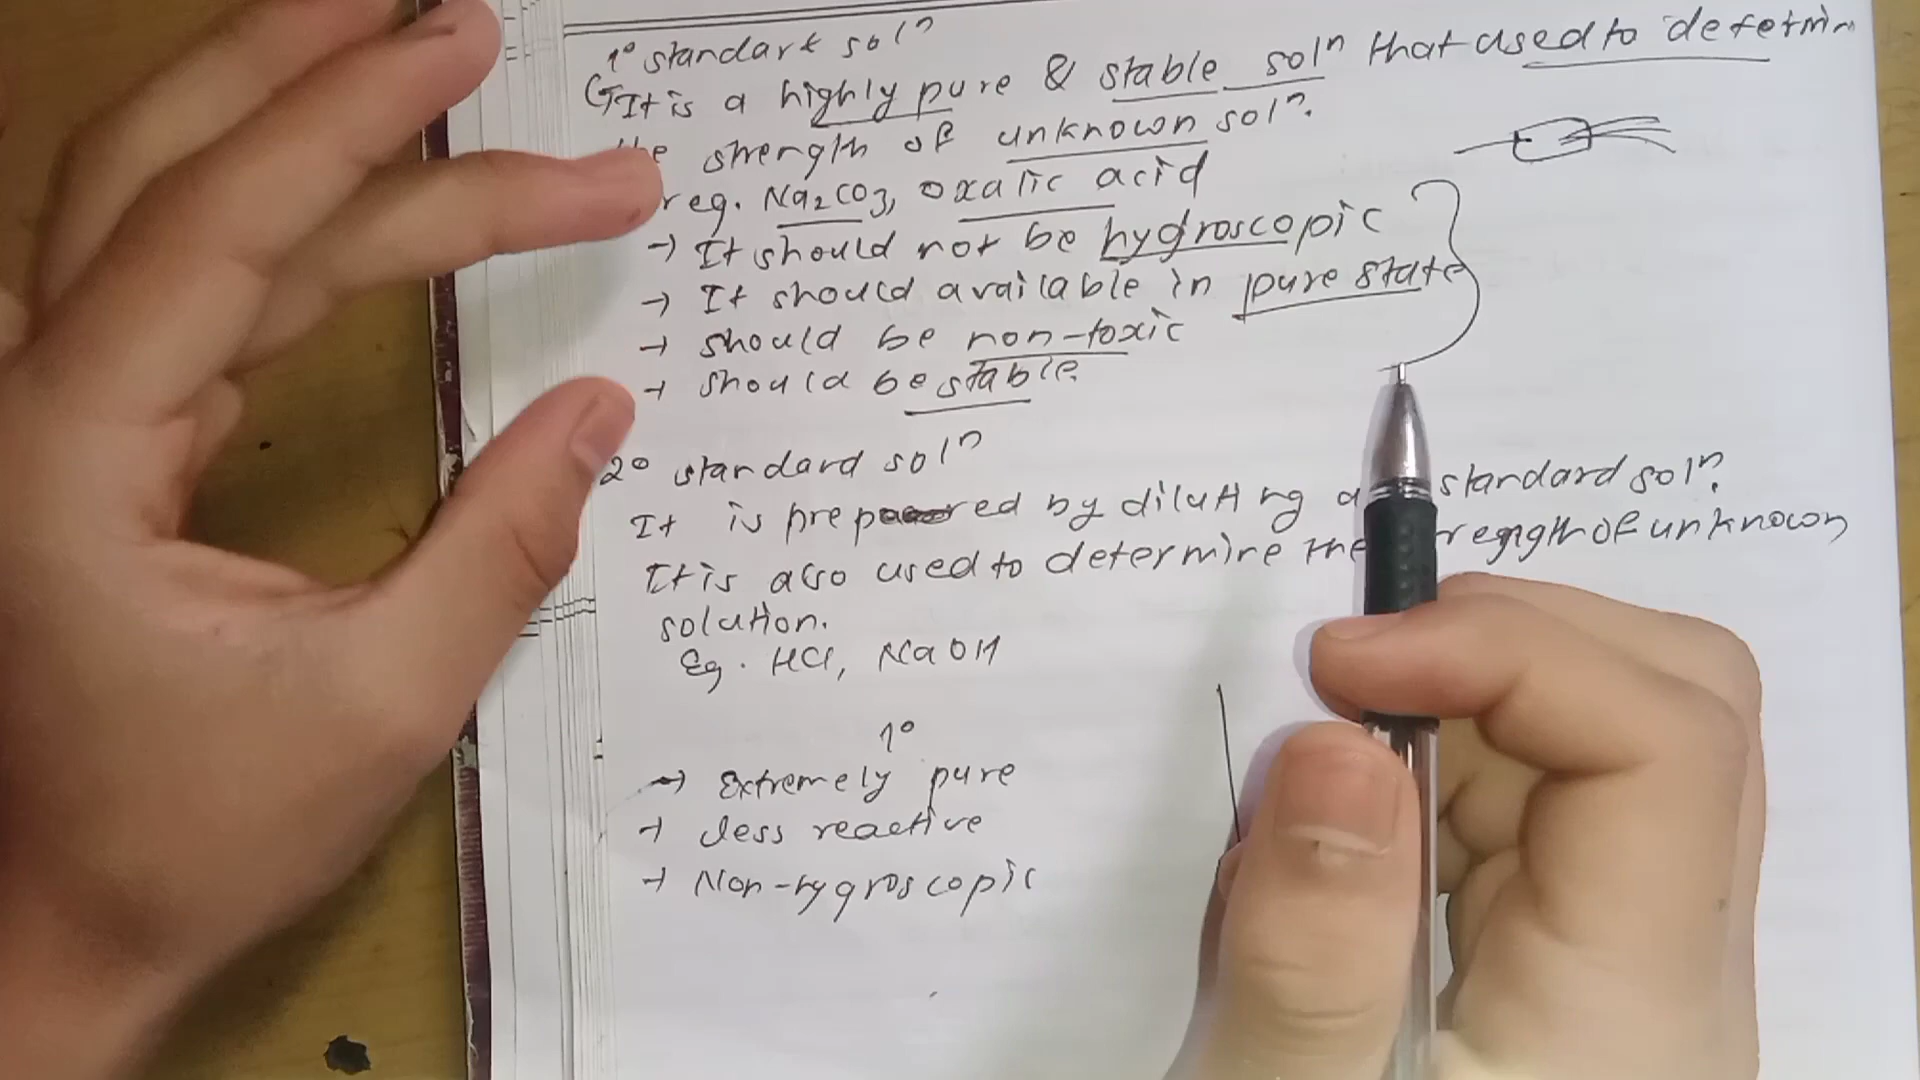 1° standart solⁿ
It is a highly pure & stable solⁿ that used to determin
the strength of unknown solⁿ.
eg. Na₂CO₃, oxalic acid
→ It should not be hygroscopic
→ It should available in pure state
→ should be non-toxic
→ should be stable.
2° standard solⁿ
It is prepared by diluting a standard solⁿ.
It is also used to determine the of unknown
solution.
Eg. HCl, NaOH
1°
→ Extremely pure
→ less reactive
→ Non-hygroscopic